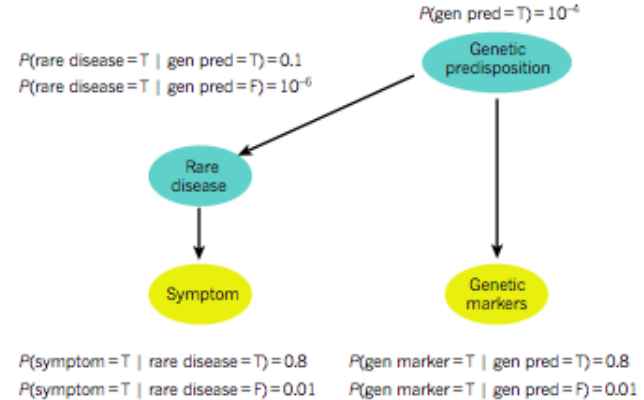 P(gen pred=T)=10⁻⁴
P(rare disease=T | gen pred=T)=0.1
P(rare disease=T | gen pred=F)=10⁻⁶
Genetic
predisposition
Rare
disease
Symptom
Genetic
markers
P(symptom=T | rare disease=T)=0.8
P(symptom=T | rare disease=F)=0.01
P(gen marker=T | gen pred=T)=0.8
P(gen marker=T | gen pred=F)=0.01